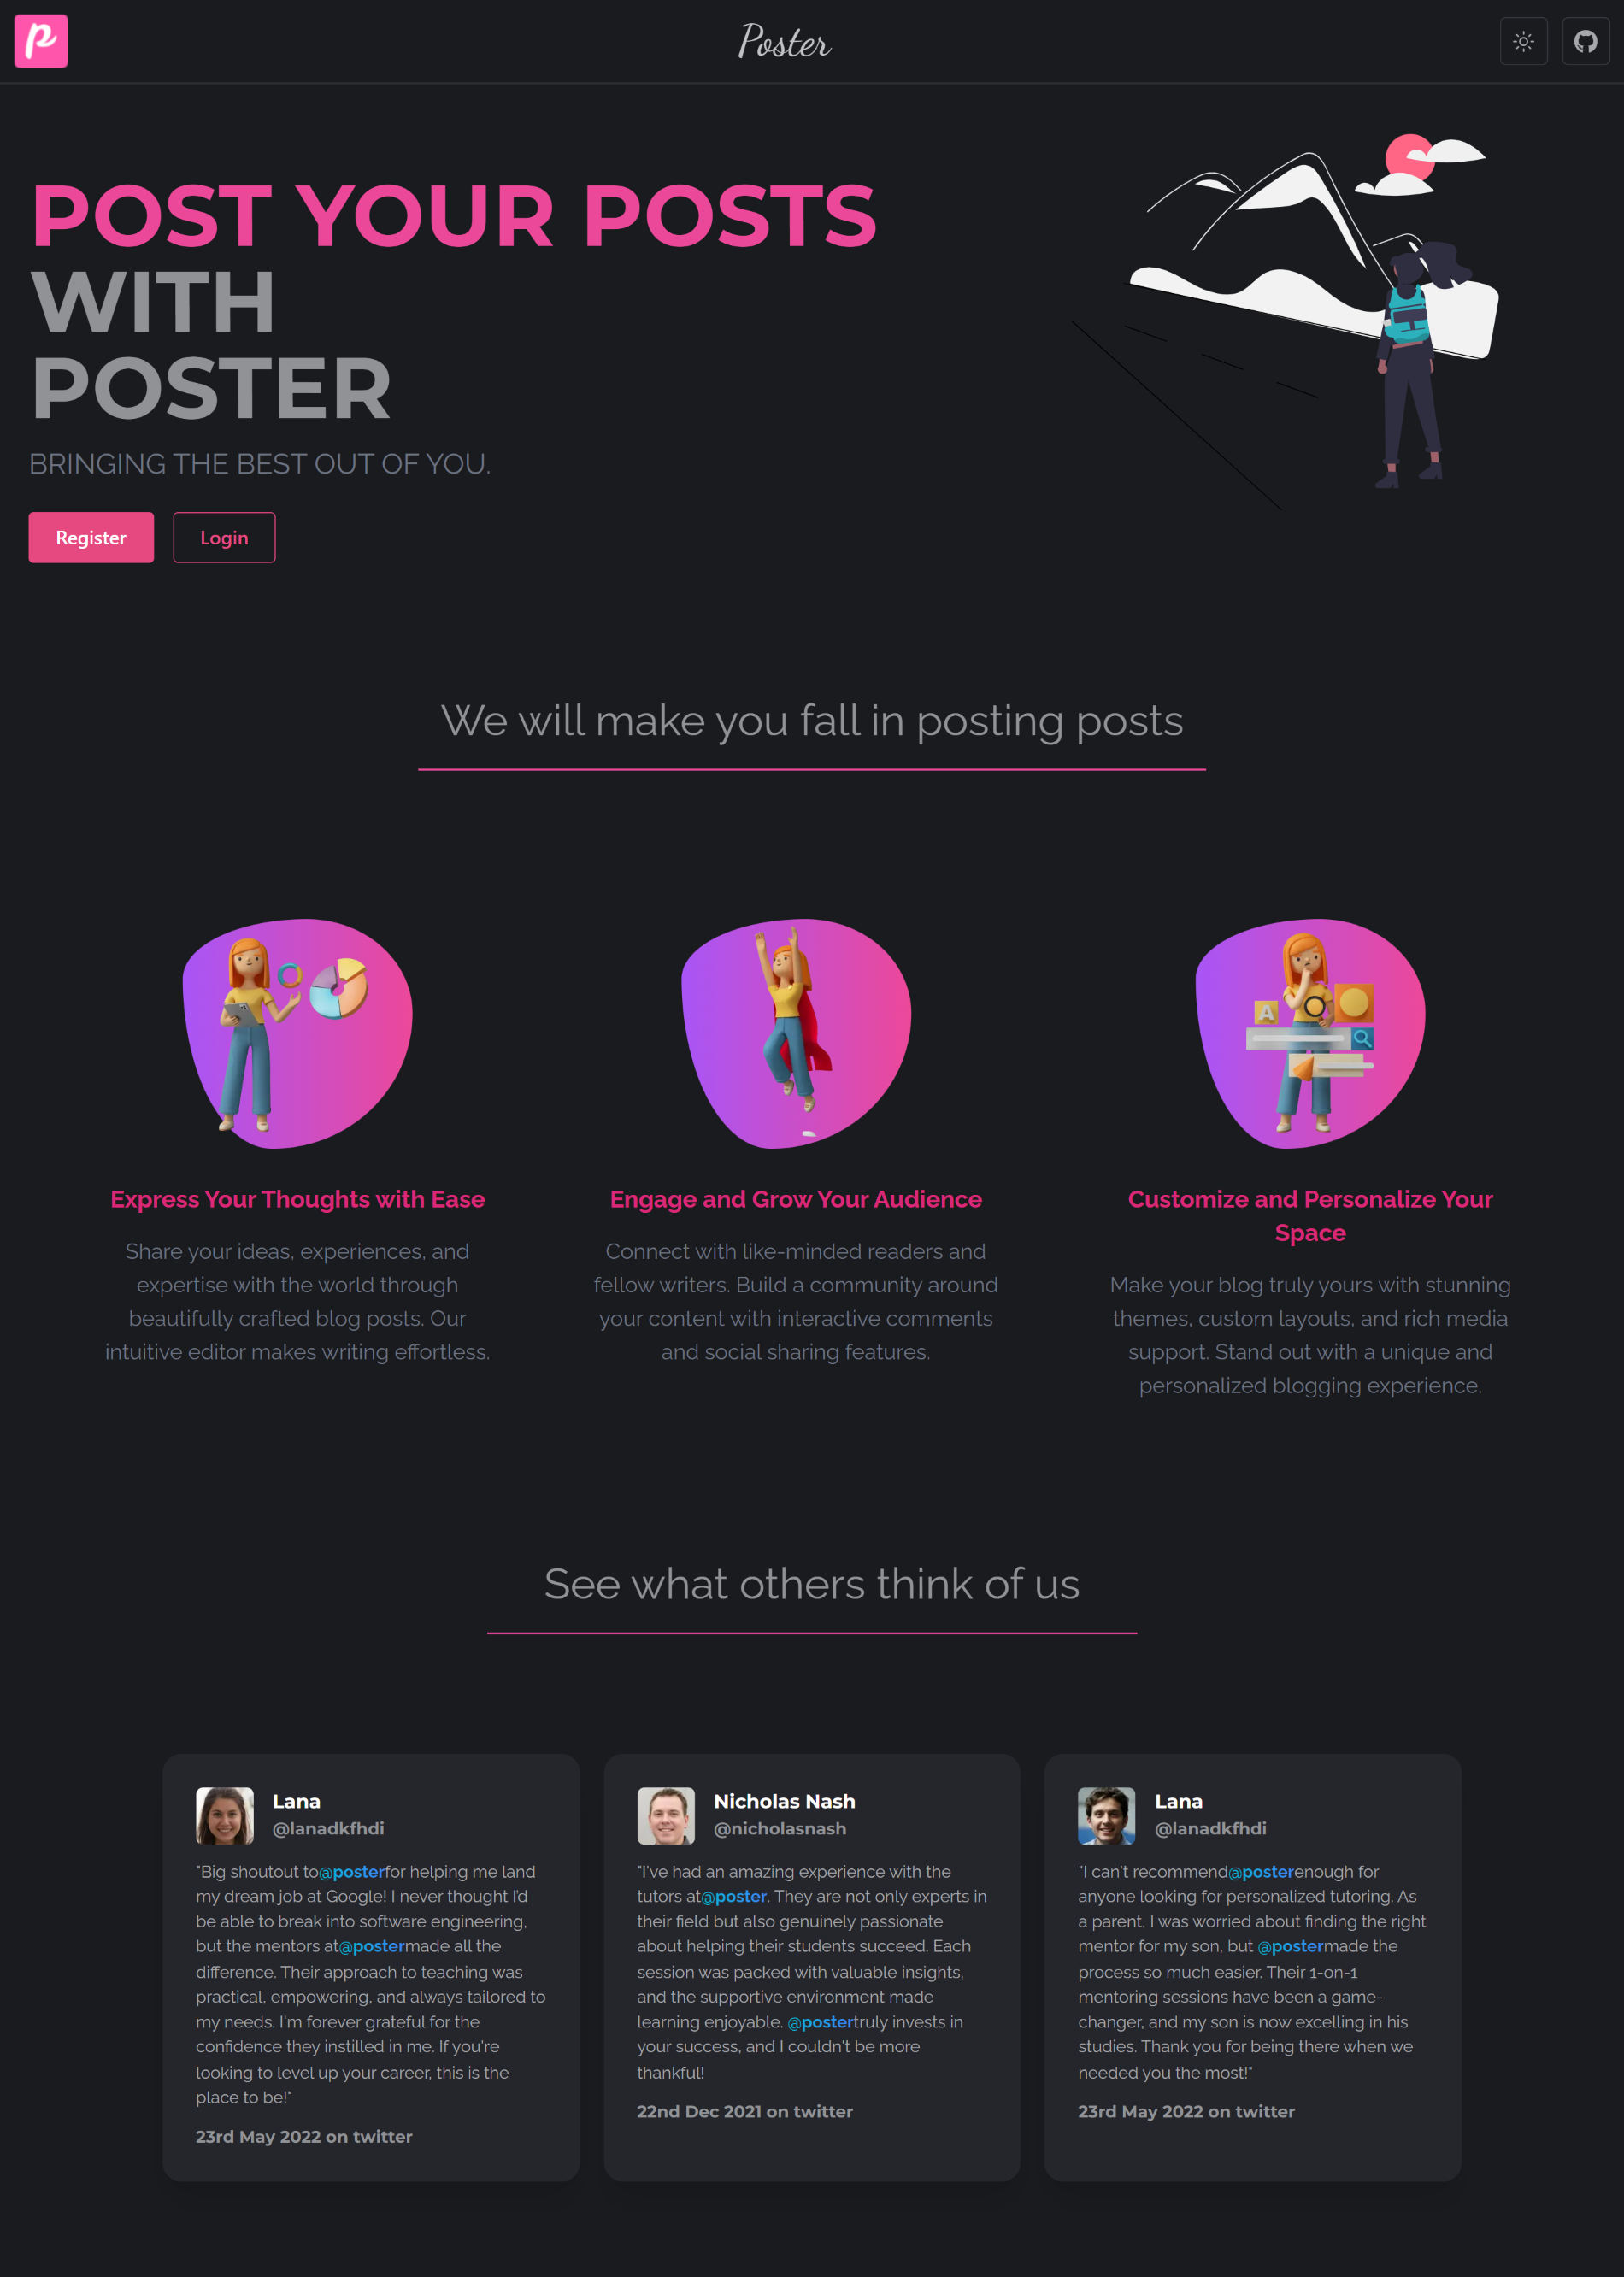 p
Poster
POST YOUR POSTS
WITH
POSTER
BRINGING THE BEST OUT OF YOU.
Register
Login
We will make you fall in posting posts
A
Express Your Thoughts with Ease
Share your ideas, experiences, and
expertise with the world through
beautifully crafted blog posts. Our
intuitive editor makes writing effortless.
Engage and Grow Your Audience
Connect with like-minded readers and
fellow writers. Build a community around
your content with interactive comments
and social sharing features.
Customize and Personalize Your
Space
Make your blog truly yours with stunning
themes, custom layouts, and rich media
support. Stand out with a unique and
personalized blogging experience.
See what others think of us
Lana
@lanadkfhdi
"Big shoutout to@posterfor helping me land
my dream job at Google! I never thought I'd
be able to break into software engineering,
but the mentors at@postermade all the
difference. Their approach to teaching was
practical, empowering, and always tailored to
my needs. I'm forever grateful for the
confidence they instilled in me. If you're
looking to level up your career, this is the
place to be!"
23rd May 2022 on twitter
Nicholas Nash
@nicholasnash
"I've had an amazing experience with the
tutors at@poster. They are not only experts in
their field but also genuinely passionate
about helping their students succeed. Each
session was packed with valuable insights,
and the supportive environment made
learning enjoyable. @postertruly invests in
your success, and I couldn't be more
thankful!
22nd Dec 2021 on twitter
Lana
@lanadkfhdi
"I can't recommend@posterenough for
anyone looking for personalized tutoring. As
a parent, I was worried about finding the right
mentor for my son, but @postermade the
process so much easier. Their 1-on-1
mentoring sessions have been a game-
changer, and my son is now excelling in his
studies. Thank you for being there when we
needed you the most!"
23rd May 2022 on twitter